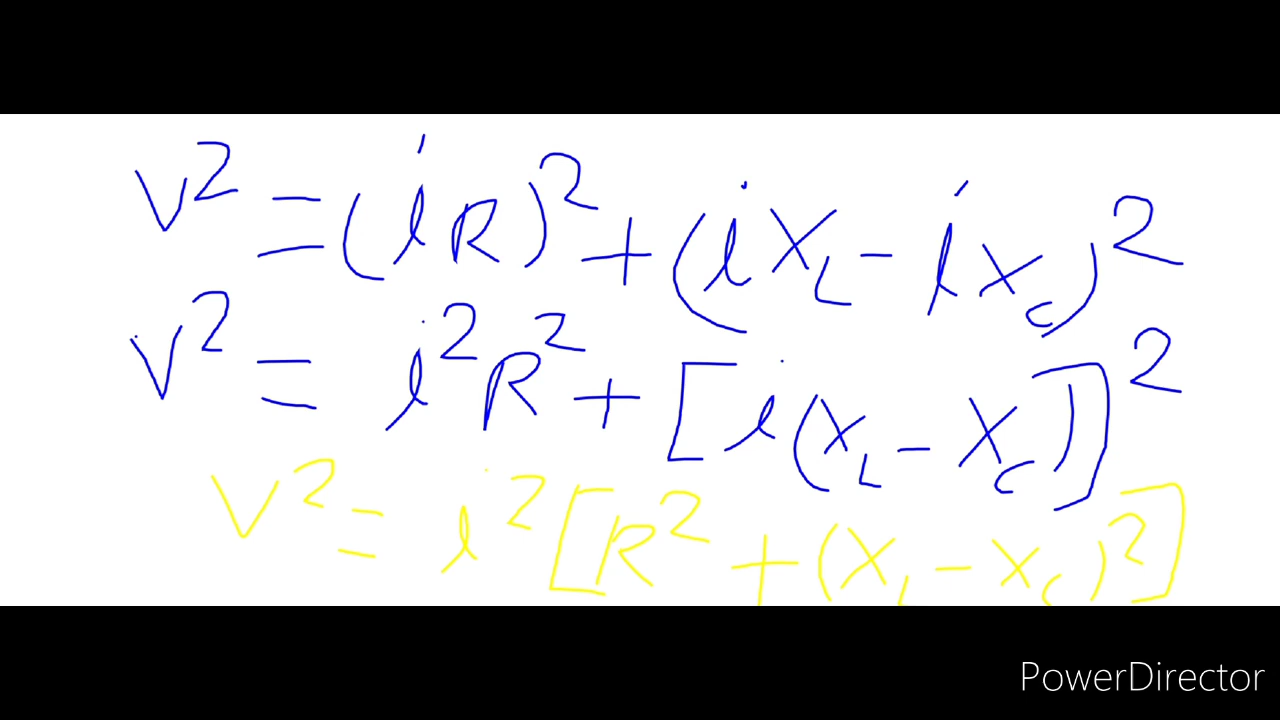 V² = (iR)² + (iX_L - iX_C)²
V² = i²R² + [i(X_L - X_C)]²
V² = i²[R² + (X_L - X_C)²]
PowerDirector